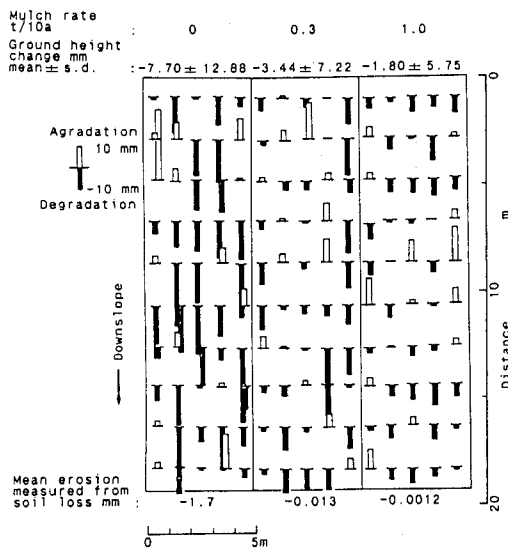 Mulch rate
t/10a : 0 0.3 1.0
Ground height
change mm
mean ± s.d. : -7.70 ± 12.88 -3.44 ± 7.22 -1.80 ± 5.75
0
Agradation
10 mm
-10 mm
Degradation
m
10
Downslope
Distance
20
Mean erosion
measured from
soil loss mm : -1.7 -0.013 -0.0012
0 5m